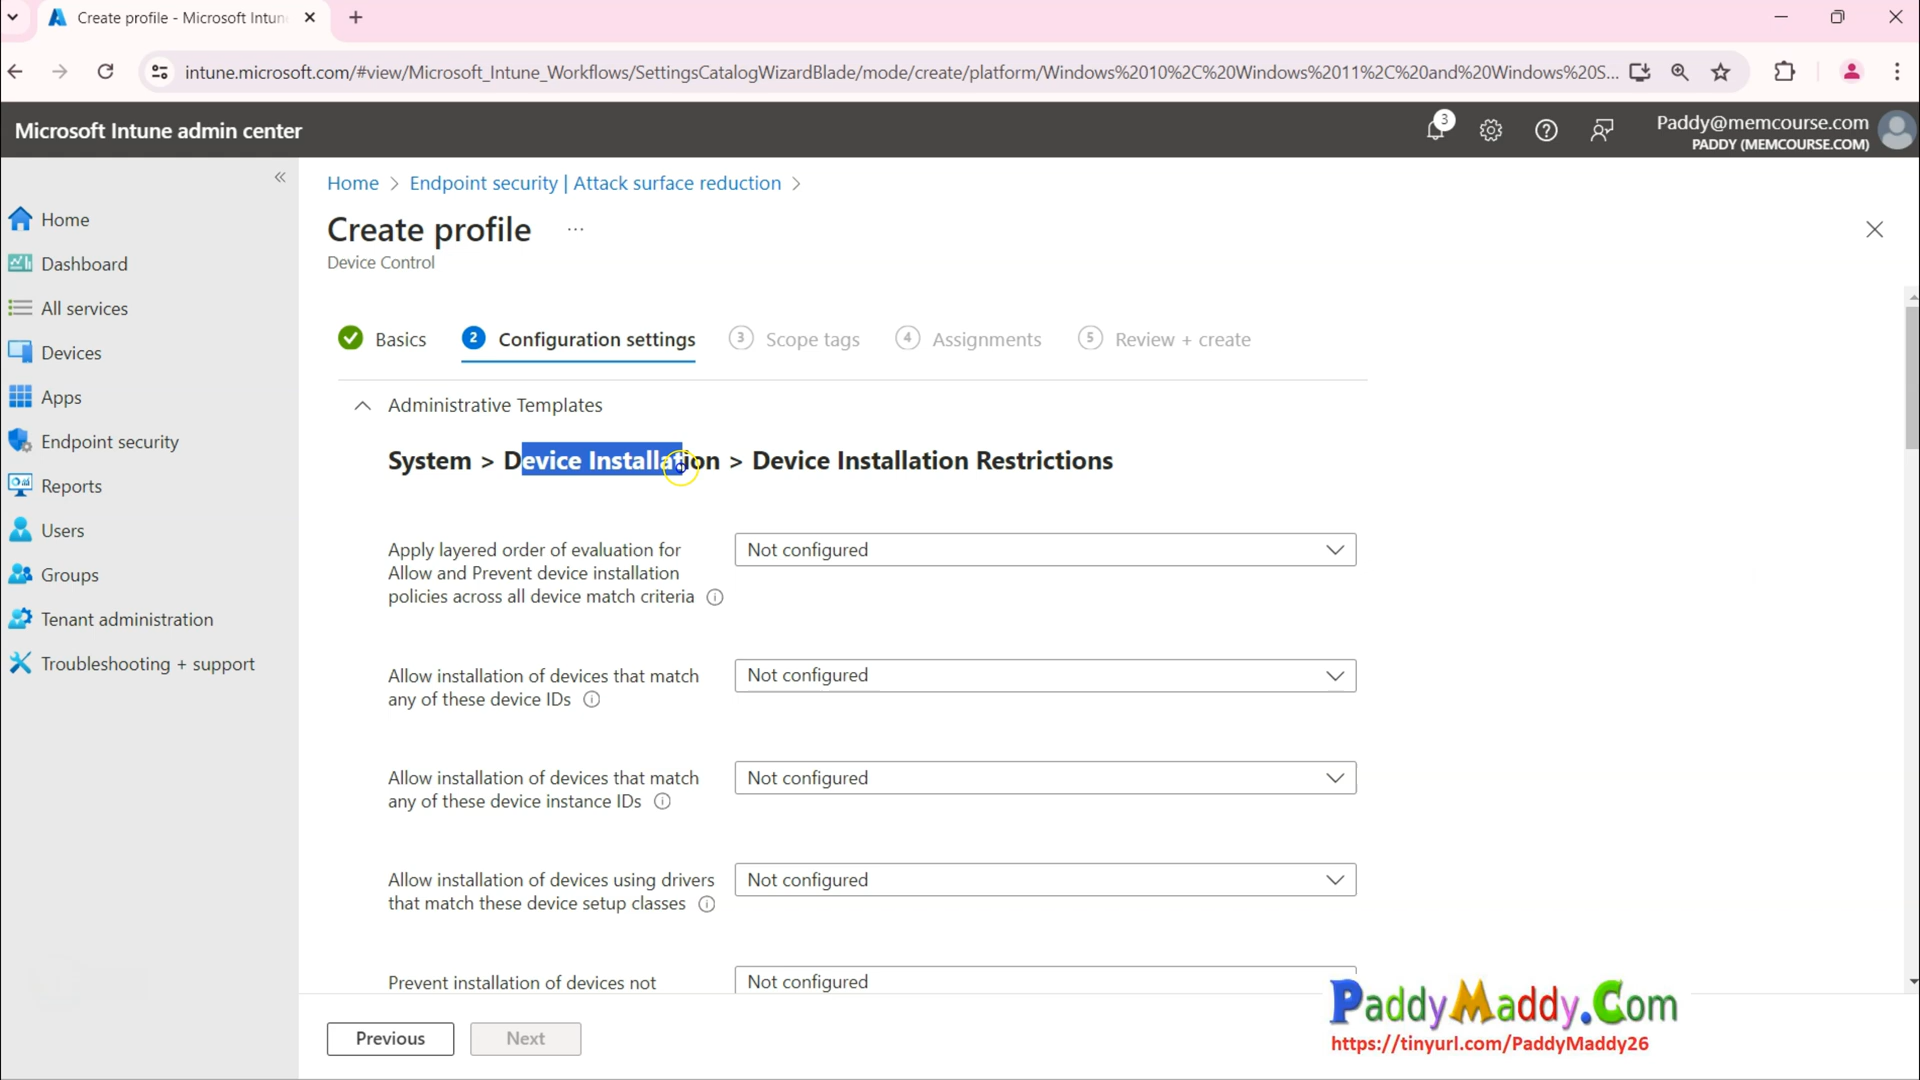 Create profile - Microsoft Intun
intune.microsoft.com/#view/Microsoft_Intune_Workflows/SettingsCatalogWizardBlade/mode/create/platform/Windows%2010%2C%20Windows%2011%2C%20and%20Windows%20S...
Microsoft Intune admin center
3
Paddy@memcourse.com
PADDY (MEMCOURSE.COM)
Home
Dashboard
All services
Devices
Apps
Endpoint security
Reports
Users
Groups
Tenant administration
Troubleshooting + support
Home > Endpoint security | Attack surface reduction >
Create profile ...
Device Control
Basics
2 Configuration settings
3 Scope tags
4 Assignments
5 Review + create
Administrative Templates
System > Device Installation > Device Installation Restrictions
Apply layered order of evaluation for
Allow and Prevent device installation
policies across all device match criteria
Not configured
Allow installation of devices that match
any of these device IDs
Not configured
Allow installation of devices that match
any of these device instance IDs
Not configured
Allow installation of devices using drivers
that match these device setup classes
Not configured
Prevent installation of devices not
Not configured
Previous
Next
PaddyMaddy.Com
https://tinyurl.com/PaddyMaddy26